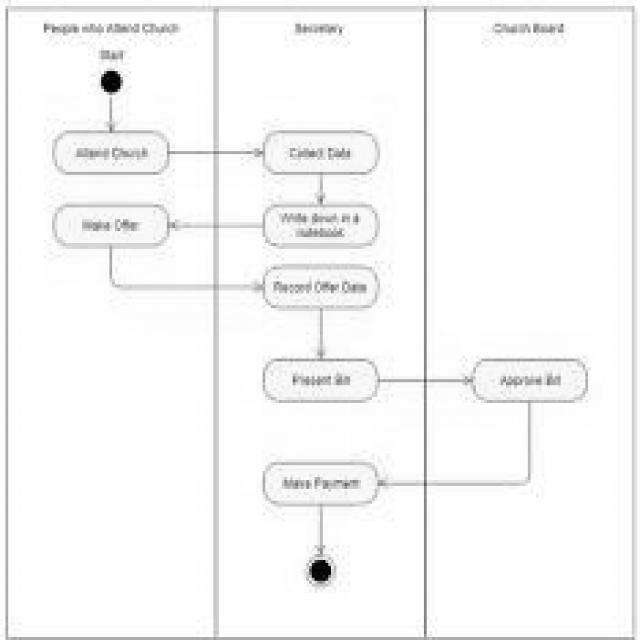 People who Attend Church
Secretary
Church Board
Start
Attend Church
Collect Data
Make Offer
Write down in a
notebook
Record Offer Data
Present Bill
Approve Bill
Make Payment